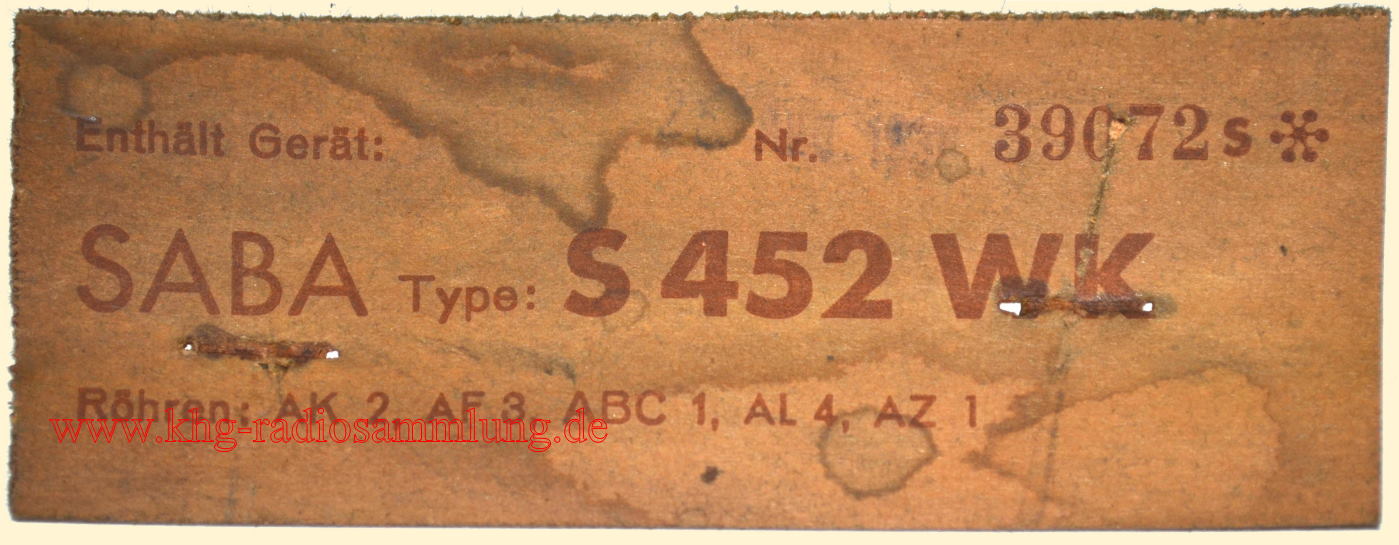 Enthält Gerät: Nr. 39072s *
SABA Type: S 452 WK
Röhren: AK 2, AF 3, ABC 1, AL 4, AZ 1
www.khg-radiosammlung.de